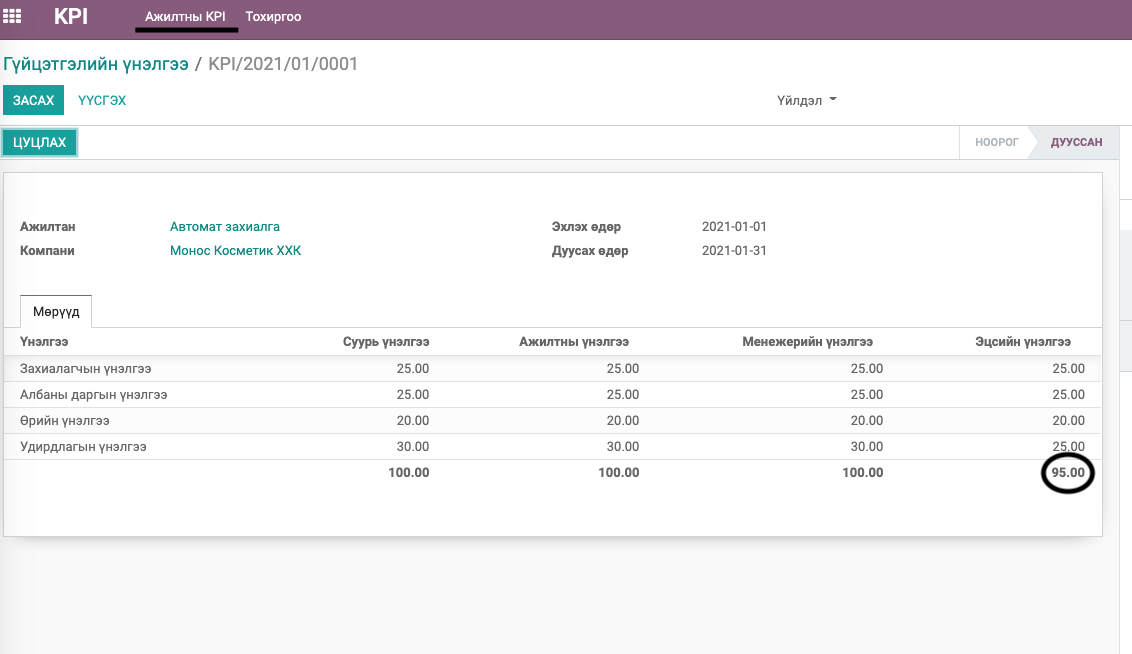 KPI Ажилтны KPI Тохиргоо
Гүйцэтгэлийн үнэлгээ / KPI/2021/01/0001
ЗАСАХ ҮҮСГЭХ Үйлдэл
ЦУЦЛАХ НООРОГ ДУУССАН
Ажилтан Автомат захиалга Эхлэх өдөр 2021-01-01
Компани Монос Косметик ХХК Дуусах өдөр 2021-01-31
Мөрүүд
Үнэлгээ Суурь үнэлгээ Ажилтны үнэлгээ Менежерийн үнэлгээ Эцсийн үнэлгээ
Захиалагчын үнэлгээ 25.00 25.00 25.00 25.00
Албаны даргын үнэлгээ 25.00 25.00 25.00 25.00
Өрийн үнэлгээ 20.00 20.00 20.00 20.00
Удирдлагын үнэлгээ 30.00 30.00 30.00 25.00
100.00 100.00 100.00 95.00